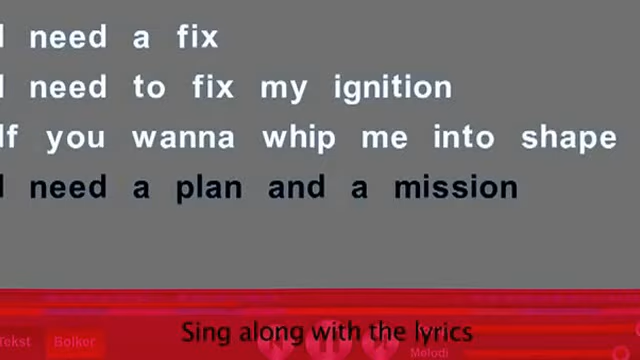 I need a fix
I need to fix my ignition
If you wanna whip me into shape
I need a plan and a mission
Sing along with the lyrics
Tekst Bolker
Melodi